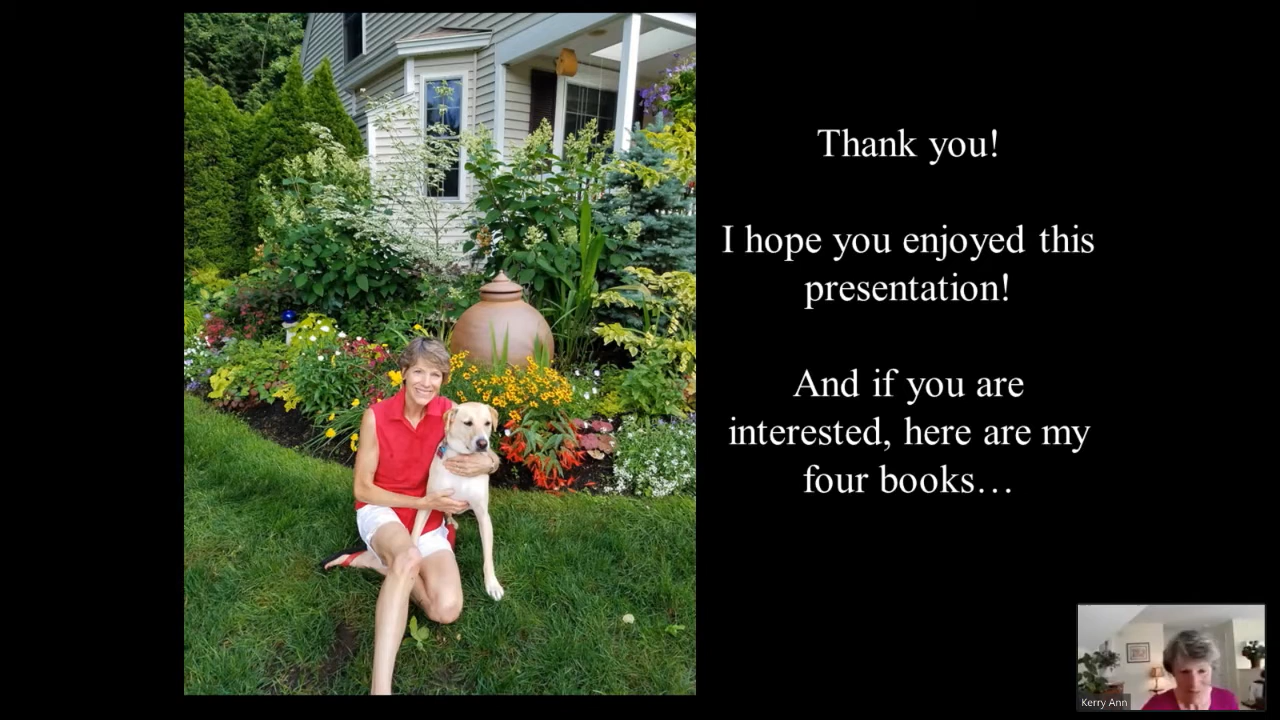 Thank you!
I hope you enjoyed this
presentation!
And if you are
interested, here are my
four books…
Kerry Ann